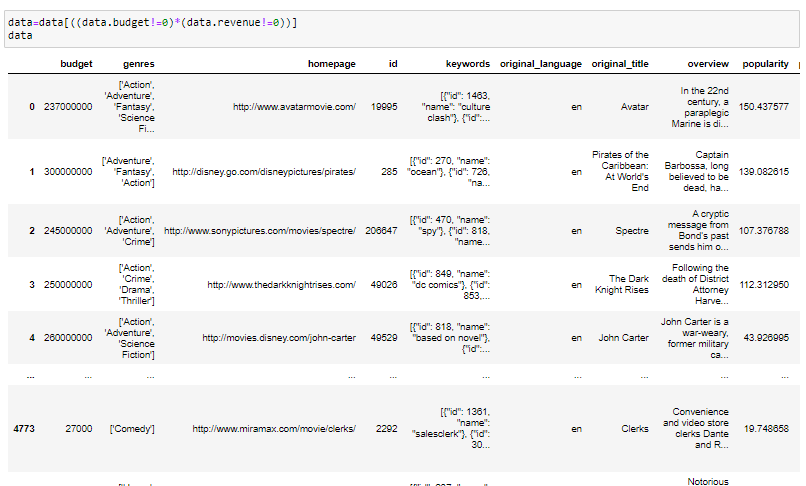 data=data[((data.budget!=0)*(data.revenue!=0))]
data
budget genres homepage id keywords original_language original_title overview popularity
0 237000000 ['Action', 'Adventure', 'Fantasy', 'Science Fi... http://www.avatarmovie.com/ 19995 [{"id": 1463, "name": "culture clash"}, {"id":... en Avatar In the 22nd century, a paraplegic Marine is di... 150.437577
1 300000000 ['Adventure', 'Fantasy', 'Action'] http://disney.go.com/disneypictures/pirates/ 285 [{"id": 270, "name": "ocean"}, {"id": 726, "na... en Pirates of the Caribbean: At World's End Captain Barbossa, long believed to be dead, ha... 139.082615
2 245000000 ['Action', 'Adventure', 'Crime'] http://www.sonypictures.com/movies/spectre/ 206647 [{"id": 470, "name": "spy"}, {"id": 818, "name... en Spectre A cryptic message from Bond's past sends him o... 107.376788
3 250000000 ['Action', 'Crime', 'Drama', 'Thriller'] http://www.thedarkknightrises.com/ 49026 [{"id": 849, "name": "dc comics"}, {"id": 853,... en The Dark Knight Rises Following the death of District Attorney Harve... 112.312950
4 260000000 ['Action', 'Adventure', 'Science Fiction'] http://movies.disney.com/john-carter 49529 [{"id": 818, "name": "based on novel"}, {"id":... en John Carter John Carter is a war-weary, former military ca... 43.926995
... ... ... ... ... ... ... ... ... ...
4773 27000 ['Comedy'] http://www.miramax.com/movie/clerks/ 2292 [{"id": 1361, "name": "salesclerk"}, {"id": 30... en Clerks Convenience and video store clerks Dante and R... 19.748658
Notorious